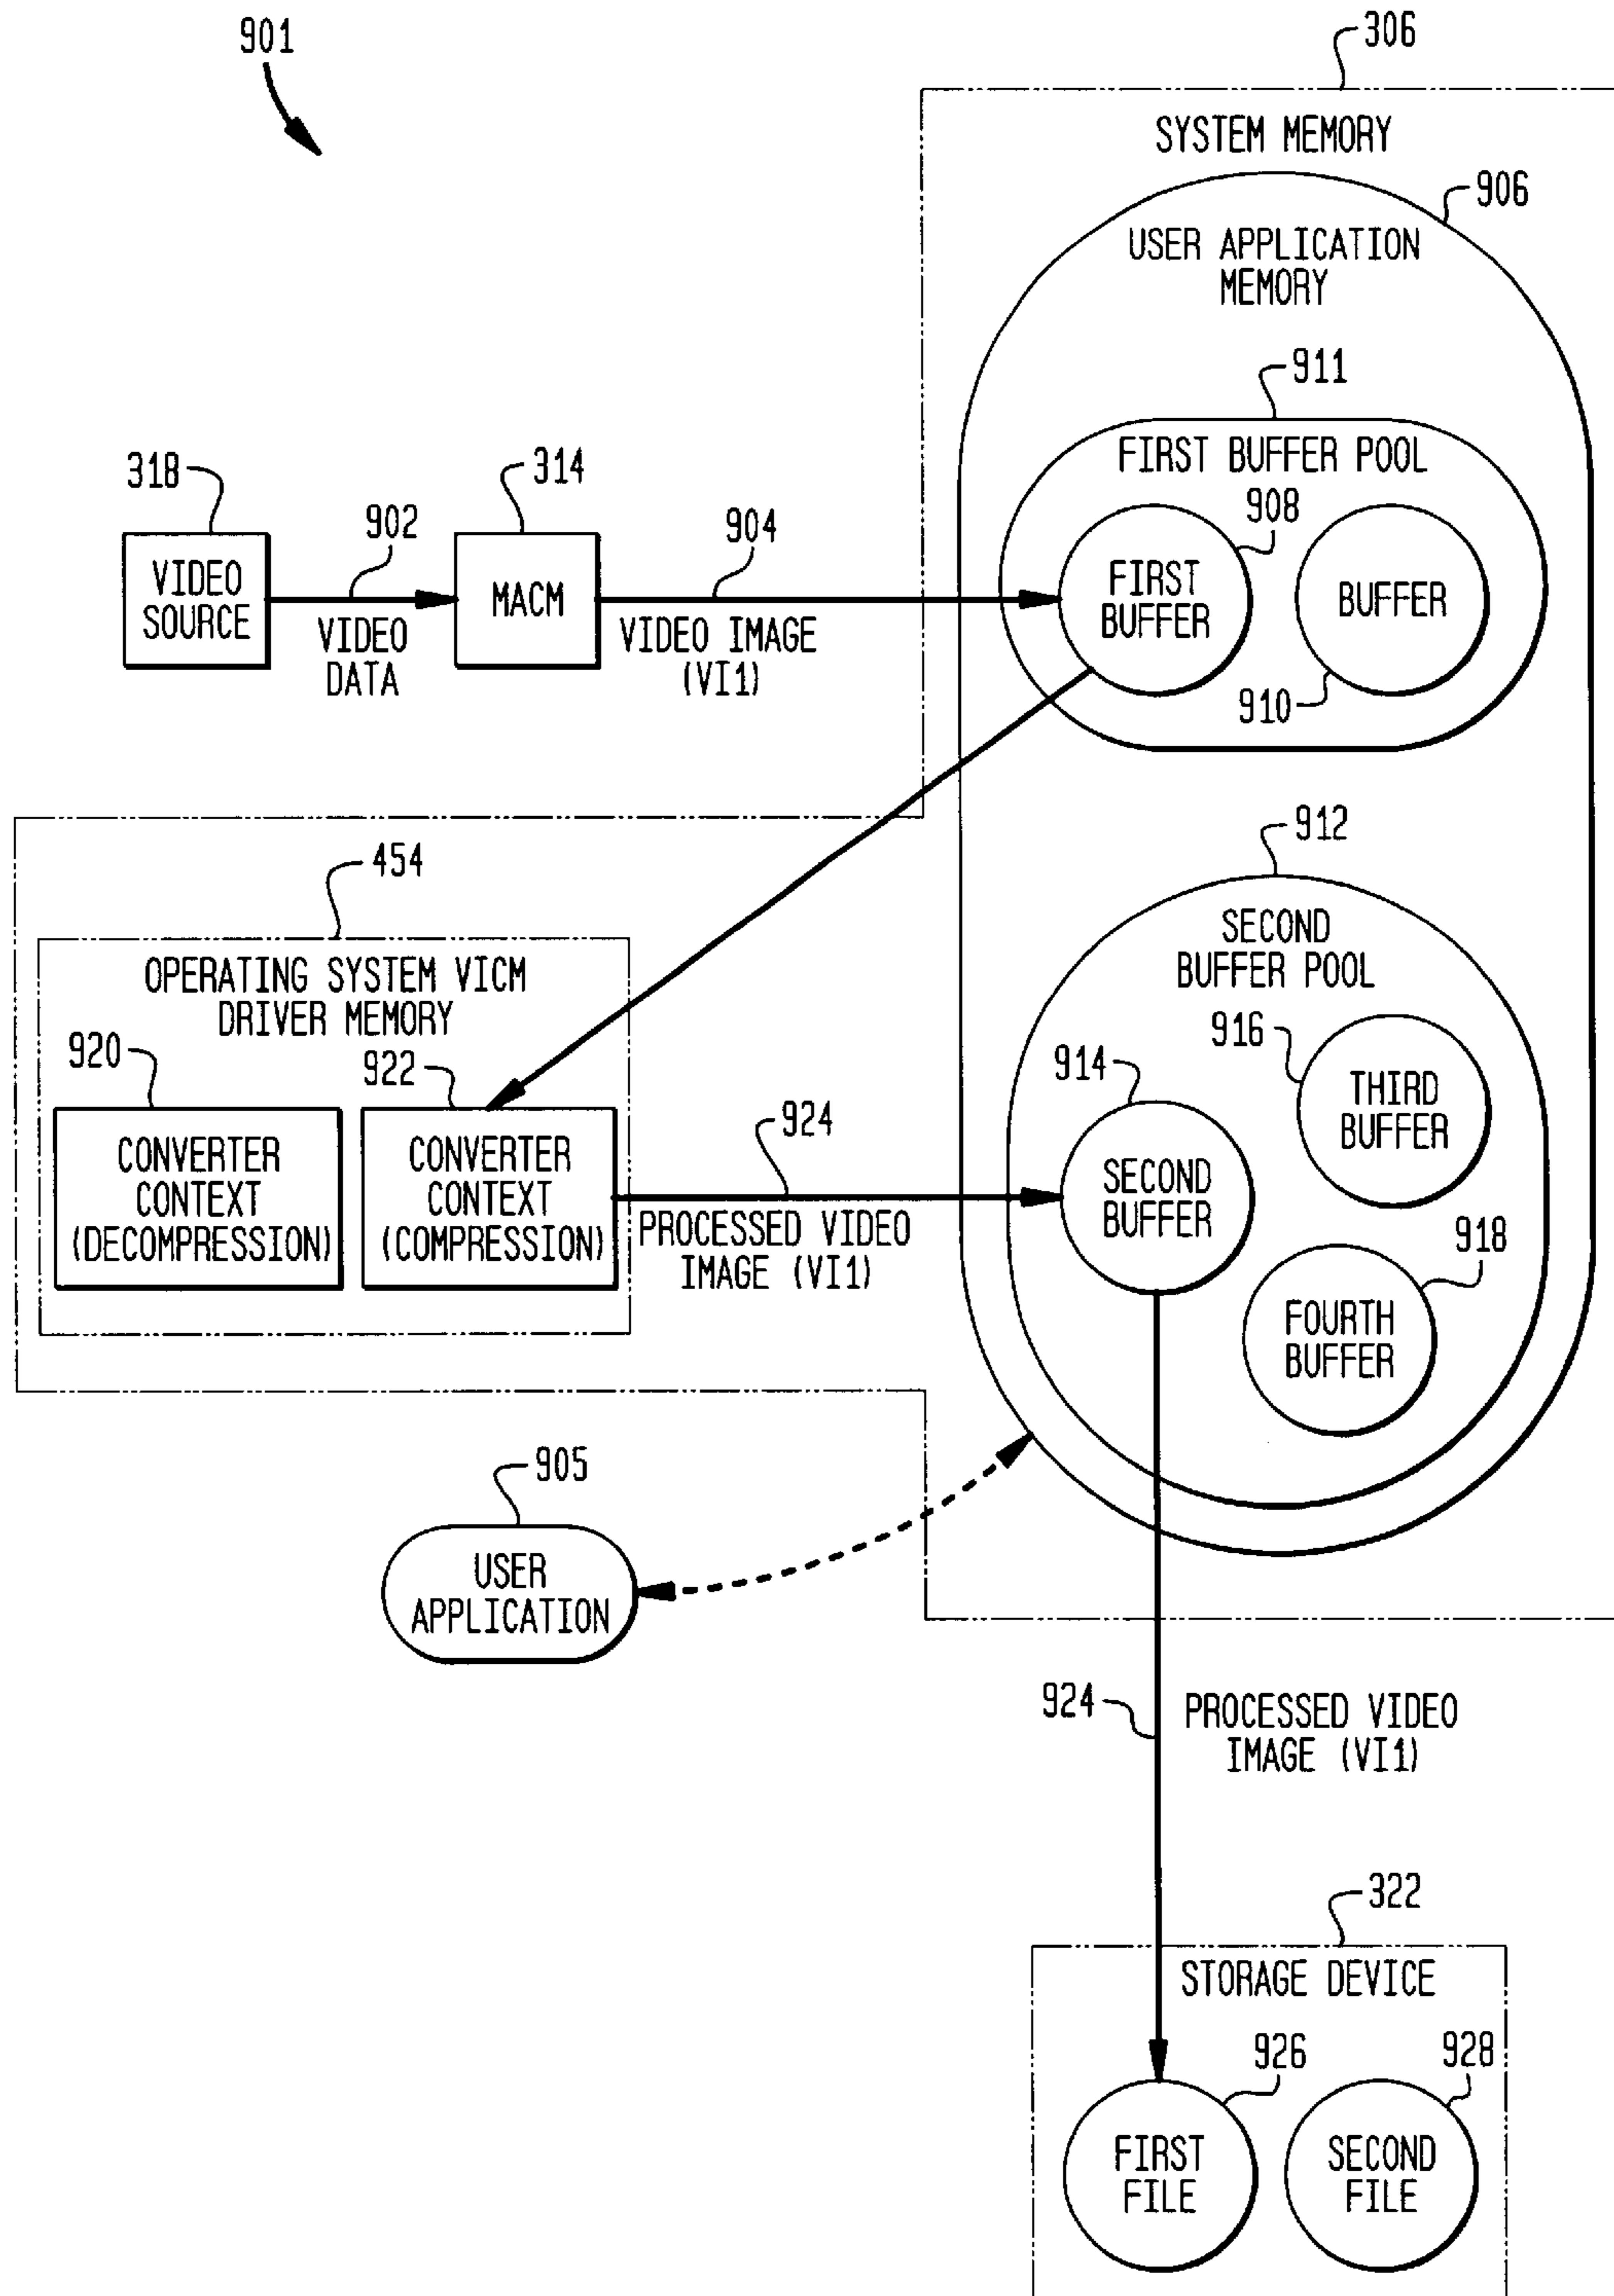 901
306
SYSTEM MEMORY
906
USER APPLICATION
MEMORY
911
FIRST BUFFER POOL
318
314
902
904
908
VIDEO
SOURCE
MACM
FIRST
BUFFER
BUFFER
VIDEO
DATA
VIDEO IMAGE
(VI1)
910
912
454
SECOND
BUFFER POOL
OPERATING SYSTEM VICM
DRIVER MEMORY
920
922
916
914
THIRD
BUFFER
CONVERTER
CONTEXT
(DECOMPRESSION)
CONVERTER
CONTEXT
(COMPRESSION)
924
PROCESSED VIDEO
IMAGE (VI1)
SECOND
BUFFER
918
FOURTH
BUFFER
905
USER
APPLICATION
924
PROCESSED VIDEO
IMAGE (VI1)
322
STORAGE DEVICE
926
928
FIRST
FILE
SECOND
FILE